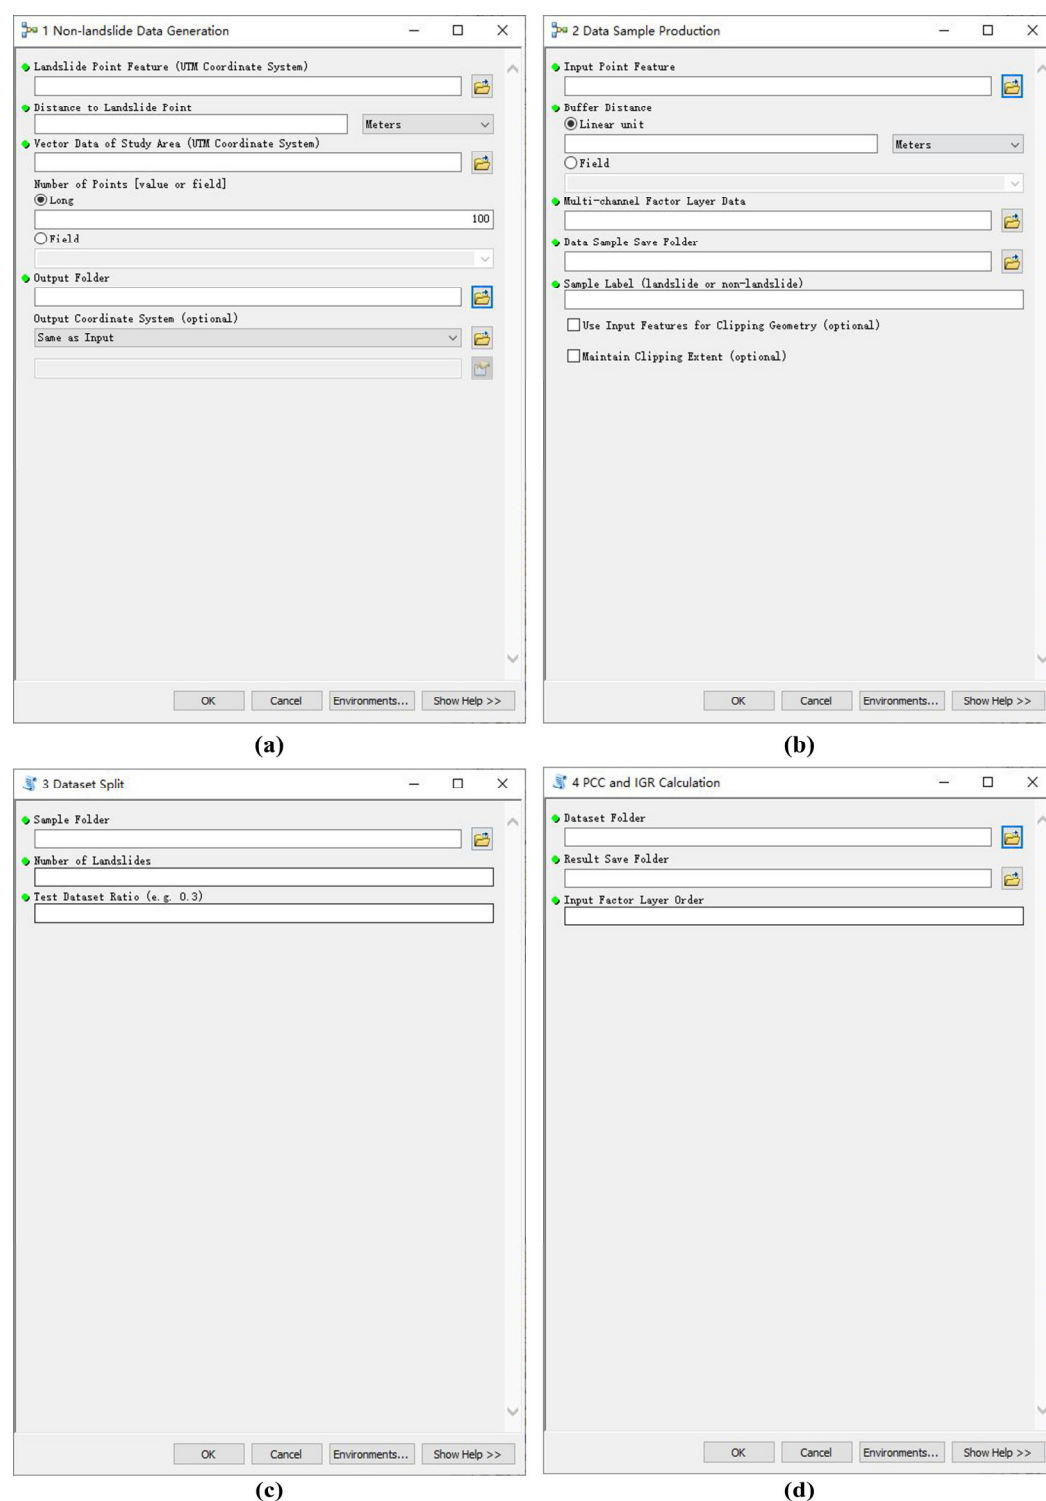 1 Non-landslide Data Generation
Landslide Point Feature (UTM Coordinate System)
Distance to Landslide Point
Meters
Vector Data of Study Area (UTM Coordinate System)
Number of Points [value or field]
Long
100
Field
Output Folder
Output Coordinate System (optional)
Same as Input
OK Cancel Environments... Show Help >>
(a)
2 Data Sample Production
Input Point Feature
Buffer Distance
Linear unit
Meters
Field
Multi-channel Factor Layer Data
Data Sample Save Folder
Sample Label (landslide or non-landslide)
Use Input Features for Clipping Geometry (optional)
Maintain Clipping Extent (optional)
OK Cancel Environments... Show Help >>
(b)
3 Dataset Split
Sample Folder
Number of Landslides
Test Dataset Ratio (e.g. 0.3)
OK Cancel Environments... Show Help >>
(c)
4 PCC and IGR Calculation
Dataset Folder
Result Save Folder
Input Factor Layer Order
OK Cancel Environments... Show Help >>
(d)